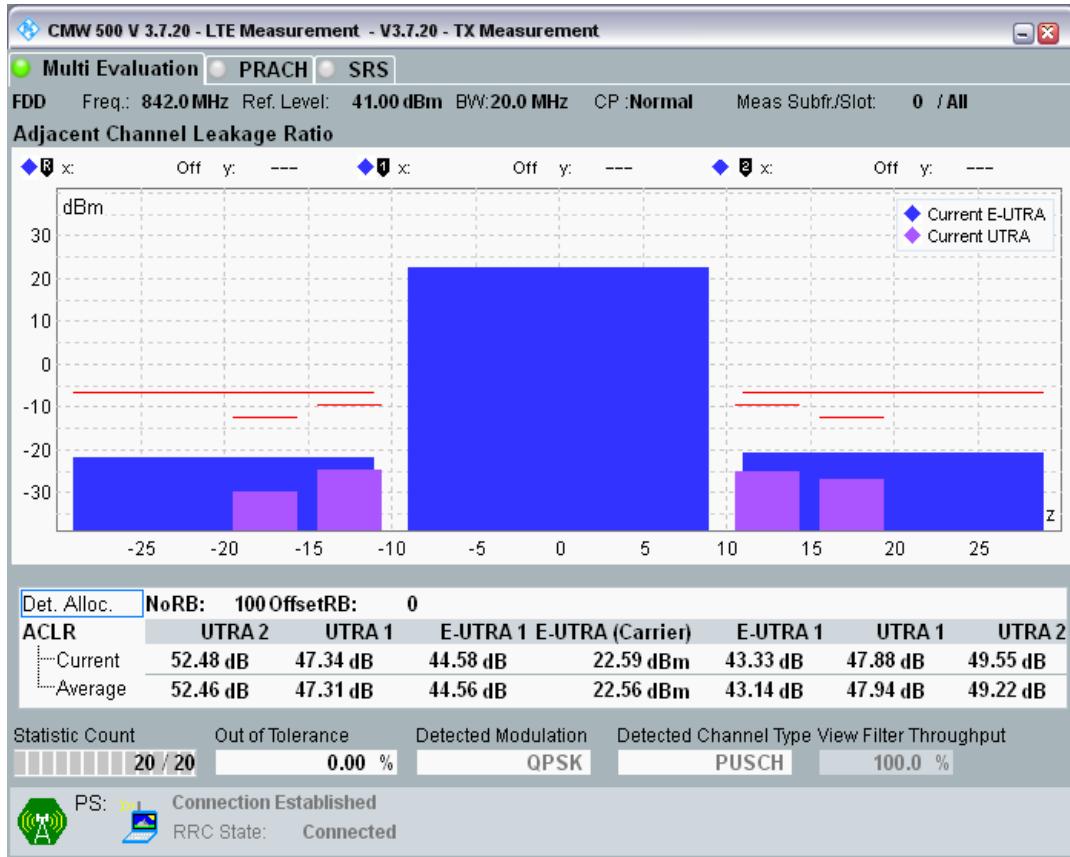 CMW 500 V 3.7.20 - LTE Measurement - V3.7.20 - TX Measurement
Multi Evaluation PRACH SRS
FDD Freq.: 842.0 MHz Ref. Level: 41.00 dBm BW: 20.0 MHz CP :Normal Meas Subfr./Slot: 0 / All
Adjacent Channel Leakage Ratio
R x: Off y: --- 1 x: Off y: --- 2 x: Off y: ---
dBm
Current E-UTRA
Current UTRA
30
20
10
0
-10
-20
-30
z
-25 -20 -15 -10 -5 0 5 10 15 20 25
Det. Alloc. NoRB: 100 OffsetRB: 0
ACLR UTRA 2 UTRA 1 E-UTRA 1 E-UTRA (Carrier) E-UTRA 1 UTRA 1 UTRA 2
Current 52.48 dB 47.34 dB 44.58 dB 22.59 dBm 43.33 dB 47.88 dB 49.55 dB
Average 52.46 dB 47.31 dB 44.56 dB 22.56 dBm 43.14 dB 47.94 dB 49.22 dB
Statistic Count Out of Tolerance Detected Modulation Detected Channel Type View Filter Throughput
20 / 20 0.00 % QPSK PUSCH 100.0 %
PS: Connection Established
RRC State: Connected